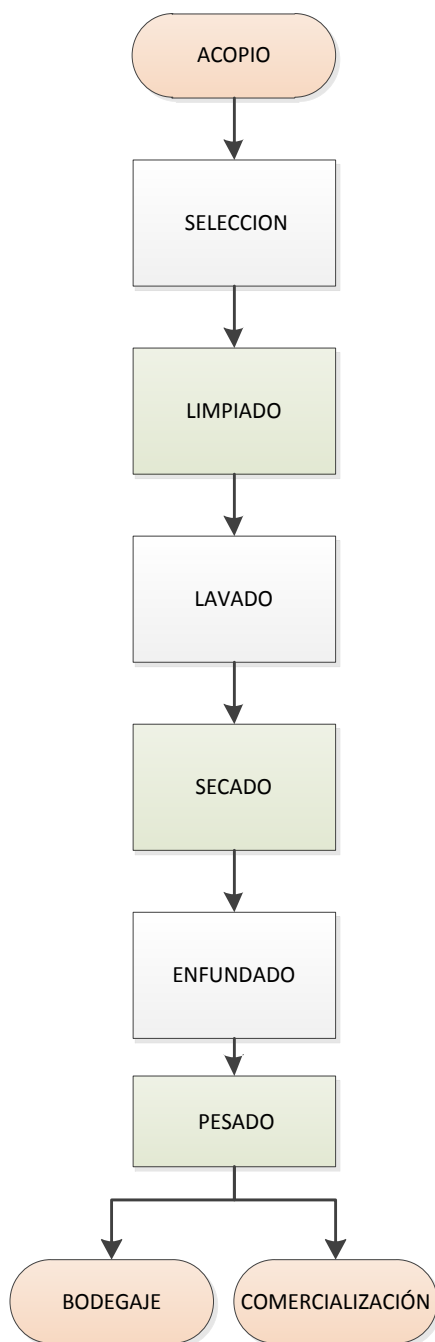 ACOPIO
SELECCION
LIMPIADO
LAVADO
SECADO
ENFUNDADO
PESADO
BODEGAJE
COMERCIALIZACIÓN